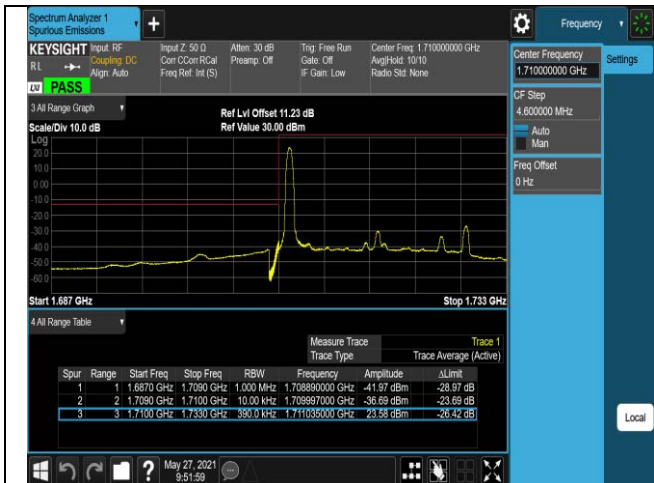 Spectrum Analyzer 1
Spurious Emissions
Frequency
KEYSIGHT
Input: RF
Input Z: 50 Ω
Atten: 30 dB
Trig: Free Run
Center Freq: 1.710000000 GHz
RL
Coupling: DC
Corr CCorr RCal
Preamp: Off
Gate: Off
Avg|Hold: 10/10
Align: Auto
Freq Ref: Int (S)
IF Gain: Low
Radio Std: None
PASS
Center Frequency
1.710000000 GHz
Settings
CF Step
4.600000 MHz
Auto
Man
Freq Offset
0 Hz
3 All Range Graph
Ref Lvl Offset 11.23 dB
Scale/Div 10.0 dB
Ref Value 30.00 dBm
Log
20.0
10.0
0.00
-10.0
-20.0
-30.0
-40.0
-50.0
-60.0
Start 1.687 GHz
Stop 1.733 GHz
4 All Range Table
Measure Trace Trace 1
Trace Type Trace Average (Active)
Spur Range Start Freq Stop Freq RBW Frequency Amplitude ΔLimit
1 1 1.6870 GHz 1.7090 GHz 1.000 MHz 1.708890000 GHz -41.97 dBm -28.97 dB
2 2 1.7090 GHz 1.7100 GHz 10.00 kHz 1.709997000 GHz -36.69 dBm -23.69 dB
3 3 1.7100 GHz 1.7330 GHz 390.0 kHz 1.711035000 GHz 23.58 dBm -26.42 dB
Local
May 27, 2021
9:51:59